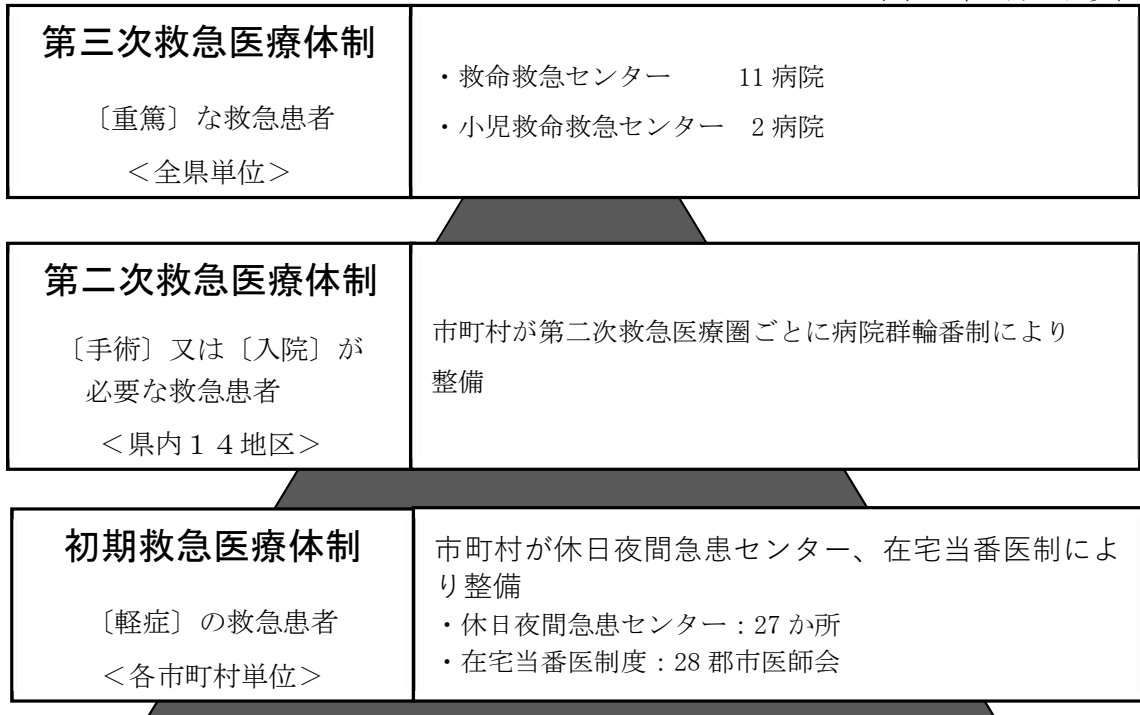 第三次救急医療体制
〔重篤〕な救急患者
＜全県単位＞
・救命救急センター　　11 病院
・小児救命救急センター　2 病院
第二次救急医療体制
〔手術〕又は〔入院〕が
必要な救急患者
＜県内１４地区＞
市町村が第二次救急医療圏ごとに病院群輪番制により
整備
初期救急医療体制
〔軽症〕の救急患者
＜各市町村単位＞
市町村が休日夜間急患センター、在宅当番医制によ
り整備
・休日夜間急患センター：27 か所
・在宅当番医制度：28 郡市医師会